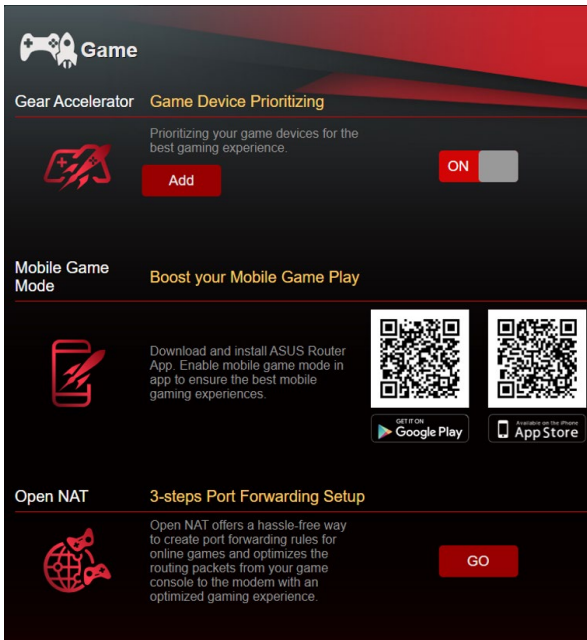 Game
Gear Accelerator
Game Device Prioritizing
Prioritizing your game devices for the
best gaming experience.
Add
ON
Mobile Game
Mode
Boost your Mobile Game Play
Download and install ASUS Router
App. Enable mobile game mode in
app to ensure the best mobile
gaming experiences.
GET IT ON
Google Play
Available on the iPhone
App Store
Open NAT
3-steps Port Forwarding Setup
Open NAT offers a hassle-free way
to create port forwarding rules for
online games and optimizes the
routing packets from your game
console to the modem with an
optimized gaming experience.
GO